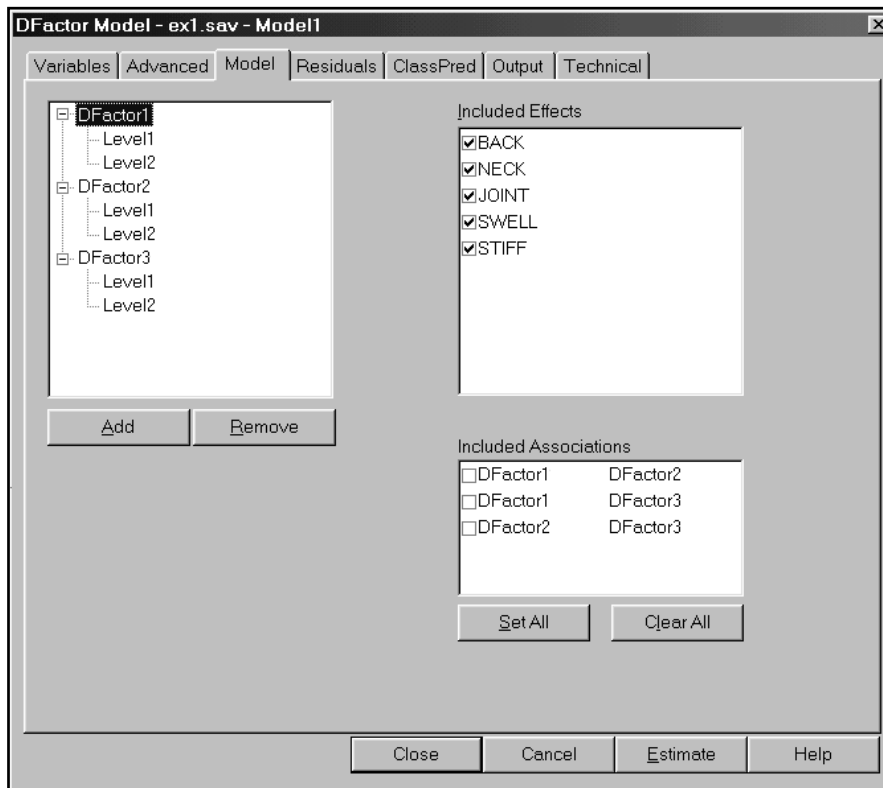 DFactor Model - ex1.sav - Model1
Variables Advanced Model Residuals ClassPred Output Technical
DFactor1
Level1
Level2
DFactor2
Level1
Level2
DFactor3
Level1
Level2
Add Remove
Included Effects
BACK
NECK
JOINT
SWELL
STIFF
Included Associations
DFactor1 DFactor2
DFactor1 DFactor3
DFactor2 DFactor3
Set All Clear All
Close Cancel Estimate Help